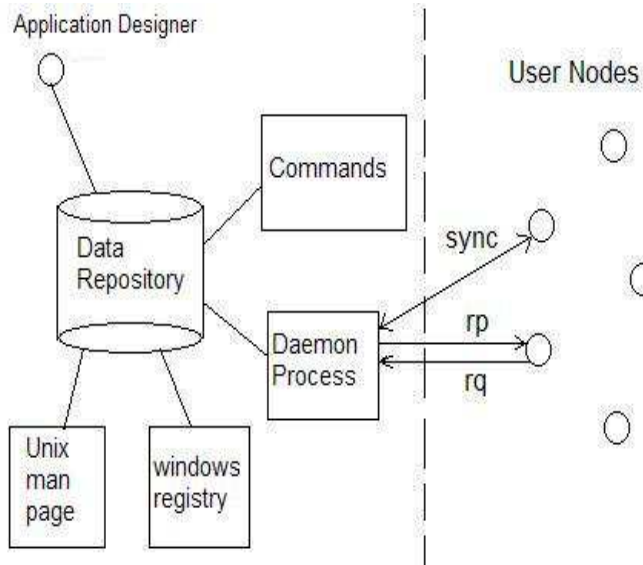 Application Designer
User Nodes
Commands
Data
Repository
sync
Daemon
Process
rp
rq
Unix
man
page
windows
registry